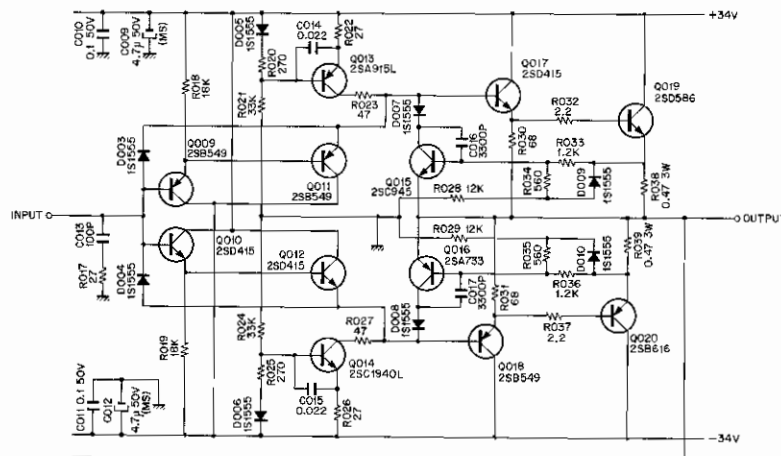 C010
0.1 50V
C009
4.7μ 50V
(MS)
D005
1S1555
C014
0.022
R022
27
+34V
R020
270
Q013
2SA915L
R018
18K
R021
33K
R023
47
D007
1S1555
Q017
2SD415
Q019
2SD586
R032
2.2
R030
68
R033
1.2K
D003
1S1555
Q009
2SB549
C016
3300P
Q011
2SB549
Q015
2SC945
R034
560
D009
1S1555
R038
0.47 3W
R028 12K
INPUT
OUTPUT
C013
100P
R017
27
Q010
2SD415
R029 12K
R039
0.47 3W
D004
1S1555
Q012
2SD415
Q016
2SA733
R035
560
D010
1S1555
C017
3300P
R036
1.2K
R031
68
R024
33K
R027
47
D008
1S1555
R037
2.2
Q020
2SB616
R019
18K
R025
270
Q014
2SC1940L
Q018
2SB549
C015
0.022
R026
27
C011 0.1 50V
C012
4.7μ 50V
(MS)
D006
1S1555
-34V